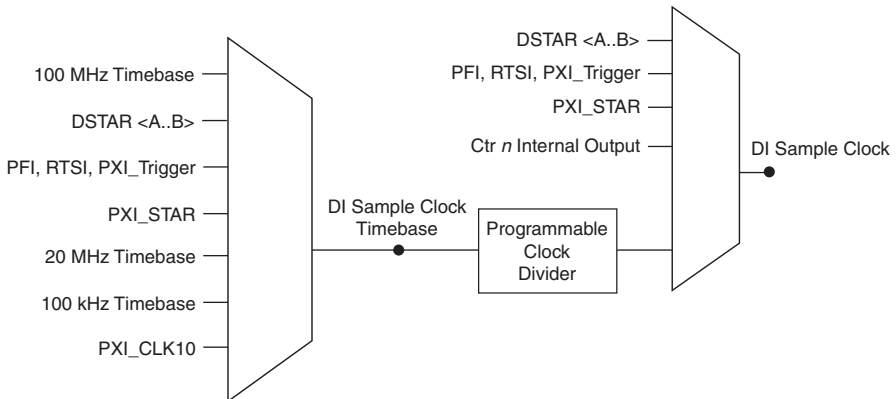 100 MHz Timebase
DSTAR <A..B>
PFI, RTSI, PXI_Trigger
PXI_STAR
20 MHz Timebase
100 kHz Timebase
PXI_CLK10
DI Sample Clock
Timebase
Programmable
Clock
Divider
DSTAR <A..B>
PFI, RTSI, PXI_Trigger
PXI_STAR
Ctr n Internal Output
DI Sample Clock